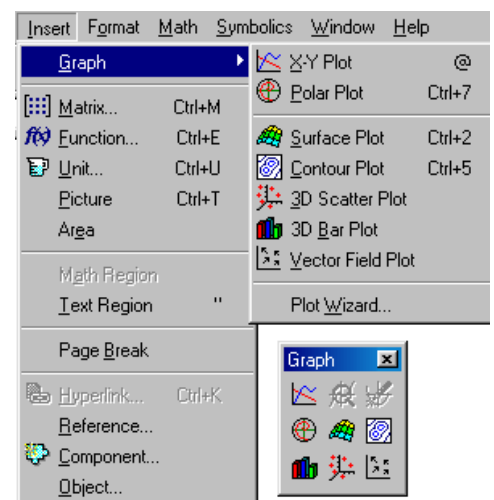 Insert Format Math Symbolics Window Help
Graph
Matrix... Ctrl+M
f(x) Function... Ctrl+E
Unit... Ctrl+U
Picture Ctrl+T
Area
Math Region
Text Region "
Page Break
Hyperlink... Ctrl+K
Reference...
Component...
Object...
X-Y Plot @
Polar Plot Ctrl+7
Surface Plot Ctrl+2
Contour Plot Ctrl+5
3D Scatter Plot
3D Bar Plot
Vector Field Plot
Plot Wizard...
Graph